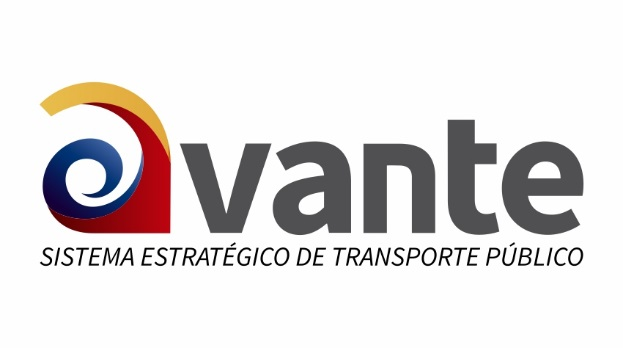 avante
SISTEMA ESTRATÉGICO DE TRANSPORTE PÚBLICO